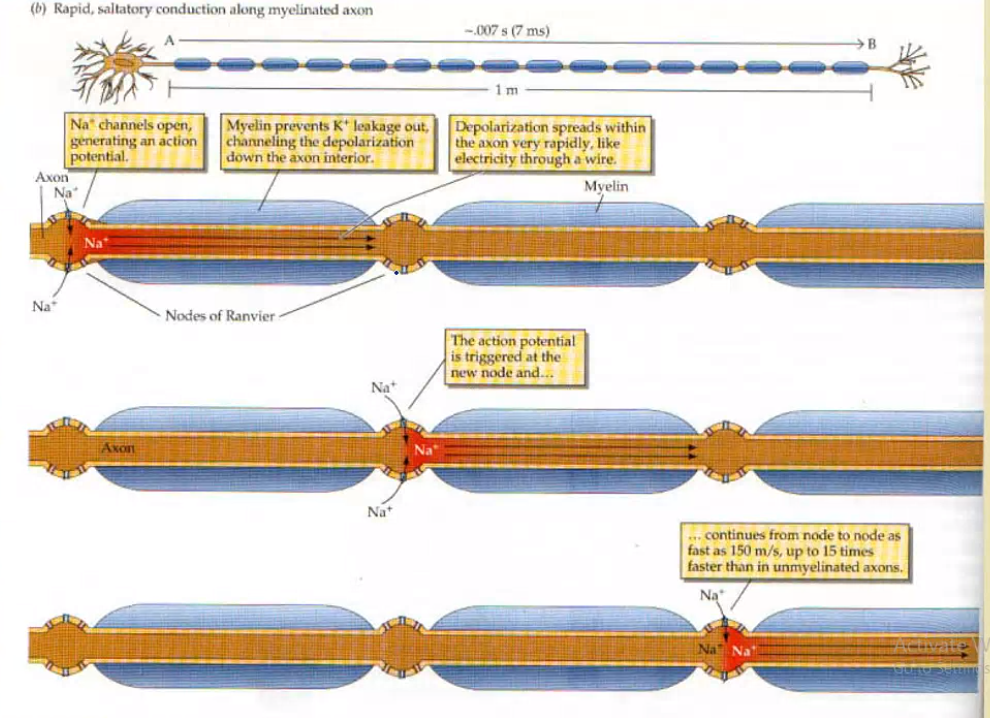 (b) Rapid, saltatory conduction along myelinated axon
~.007 s (7 ms)
A
B
1 m
Na⁺ channels open,
generating an action
potential.
Myelin prevents K⁺ leakage out,
channeling the depolarization
down the axon interior.
Depolarization spreads within
the axon very rapidly, like
electricity through a wire.
Axon
Na⁺
Myelin
Na⁺
Na⁺
Nodes of Ranvier
The action potential
is triggered at the
new node and...
Na⁺
Axon
Na⁺
Na⁺
... continues from node to node as
fast as 150 m/s, up to 15 times
faster than in unmyelinated axons.
Na⁺
Na⁺
Na⁺
Activate W
Go to Settings